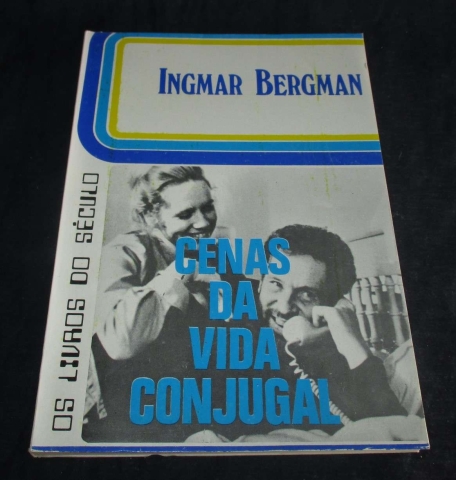 INGMAR BERGMAN
OS LIVROS DO SÉCULO
CENAS
DA
VIDA
CONJUGAL